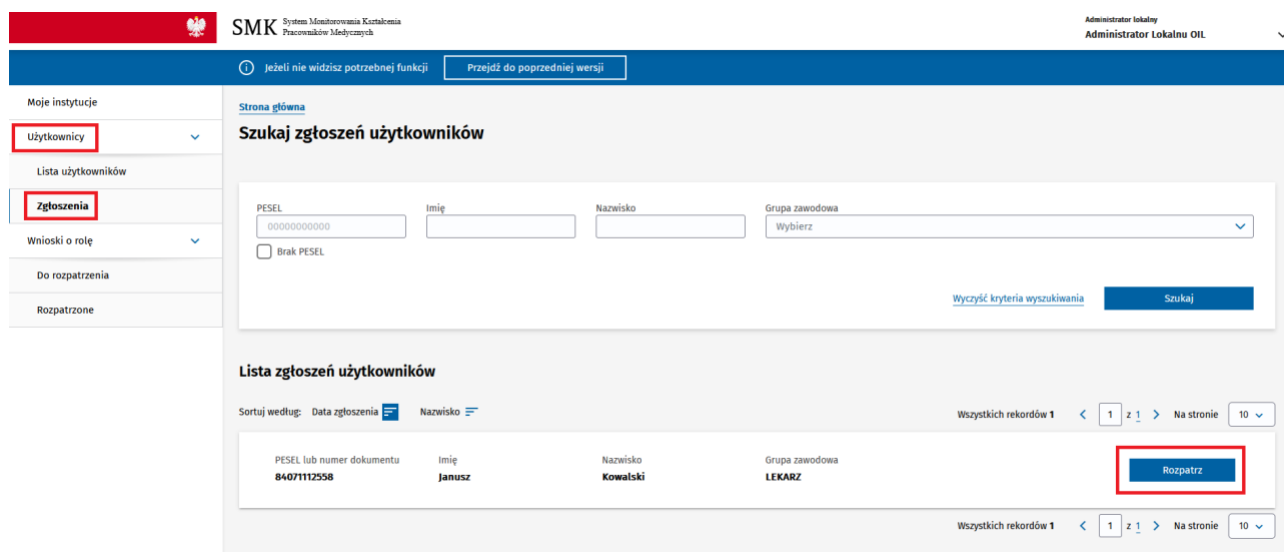 SMK System Monitorowania Kształcenia
Pracowników Medycznych
Administrator lokalny
Administrator Lokalnu OIL
Jeżeli nie widzisz potrzebnej funkcji
Przejdź do poprzedniej wersji
Moje instytucje
Użytkownicy
Lista użytkowników
Zgłoszenia
Wnioski o rolę
Do rozpatrzenia
Rozpatrzone
Strona główna
Szukaj zgłoszeń użytkowników
PESEL Imię Nazwisko Grupa zawodowa
00000000000 Wybierz
Brak PESEL
Wyczyść kryteria wyszukiwania Szukaj
Lista zgłoszeń użytkowników
Sortuj według: Data zgłoszenia Nazwisko Wszystkich rekordów 1 1 z 1 Na stronie 10
PESEL lub numer dokumentu Imię Nazwisko Grupa zawodowa
84071112558 Janusz Kowalski LEKARZ
Rozpatrz
Wszystkich rekordów 1 1 z 1 Na stronie 10